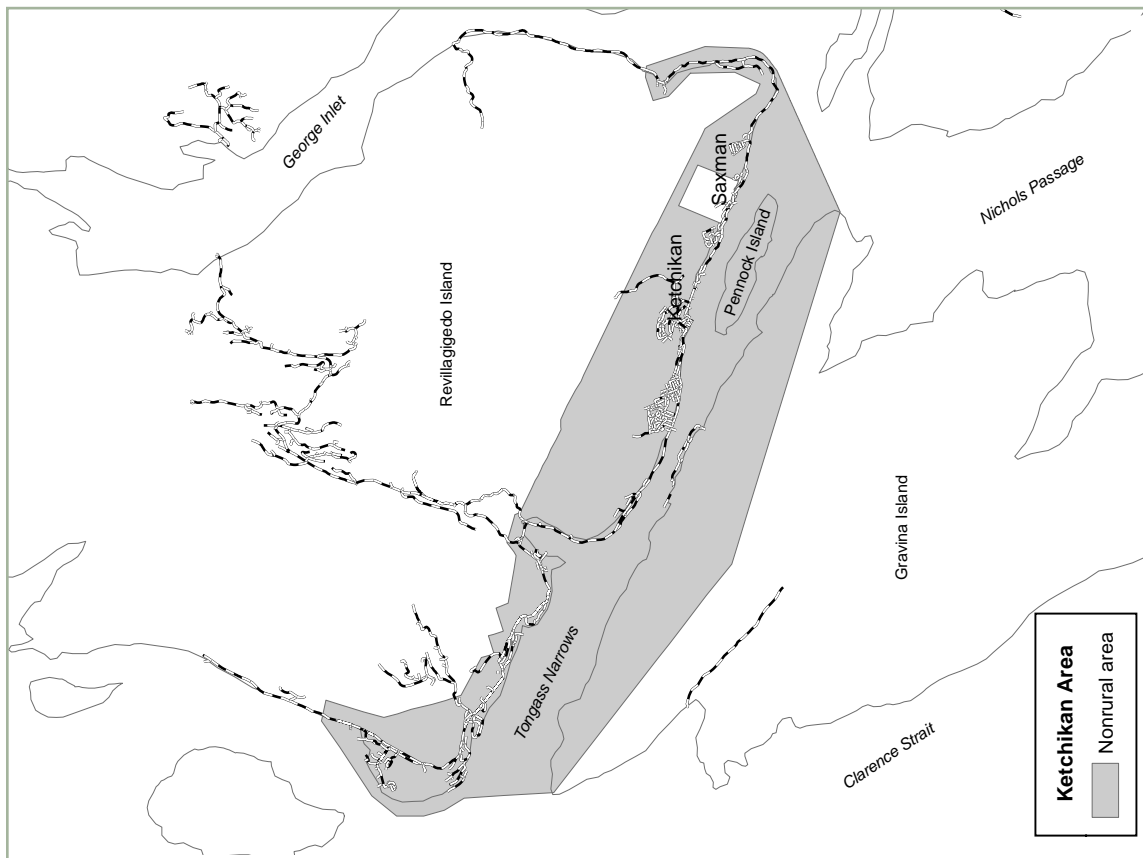 George Inlet
Revillagigedo Island
Ketchikan
Saxman
Pennock Island
Nichols Passage
Tongass Narrows
Gravina Island
Clarence Strait
Ketchikan Area
Nonrural area